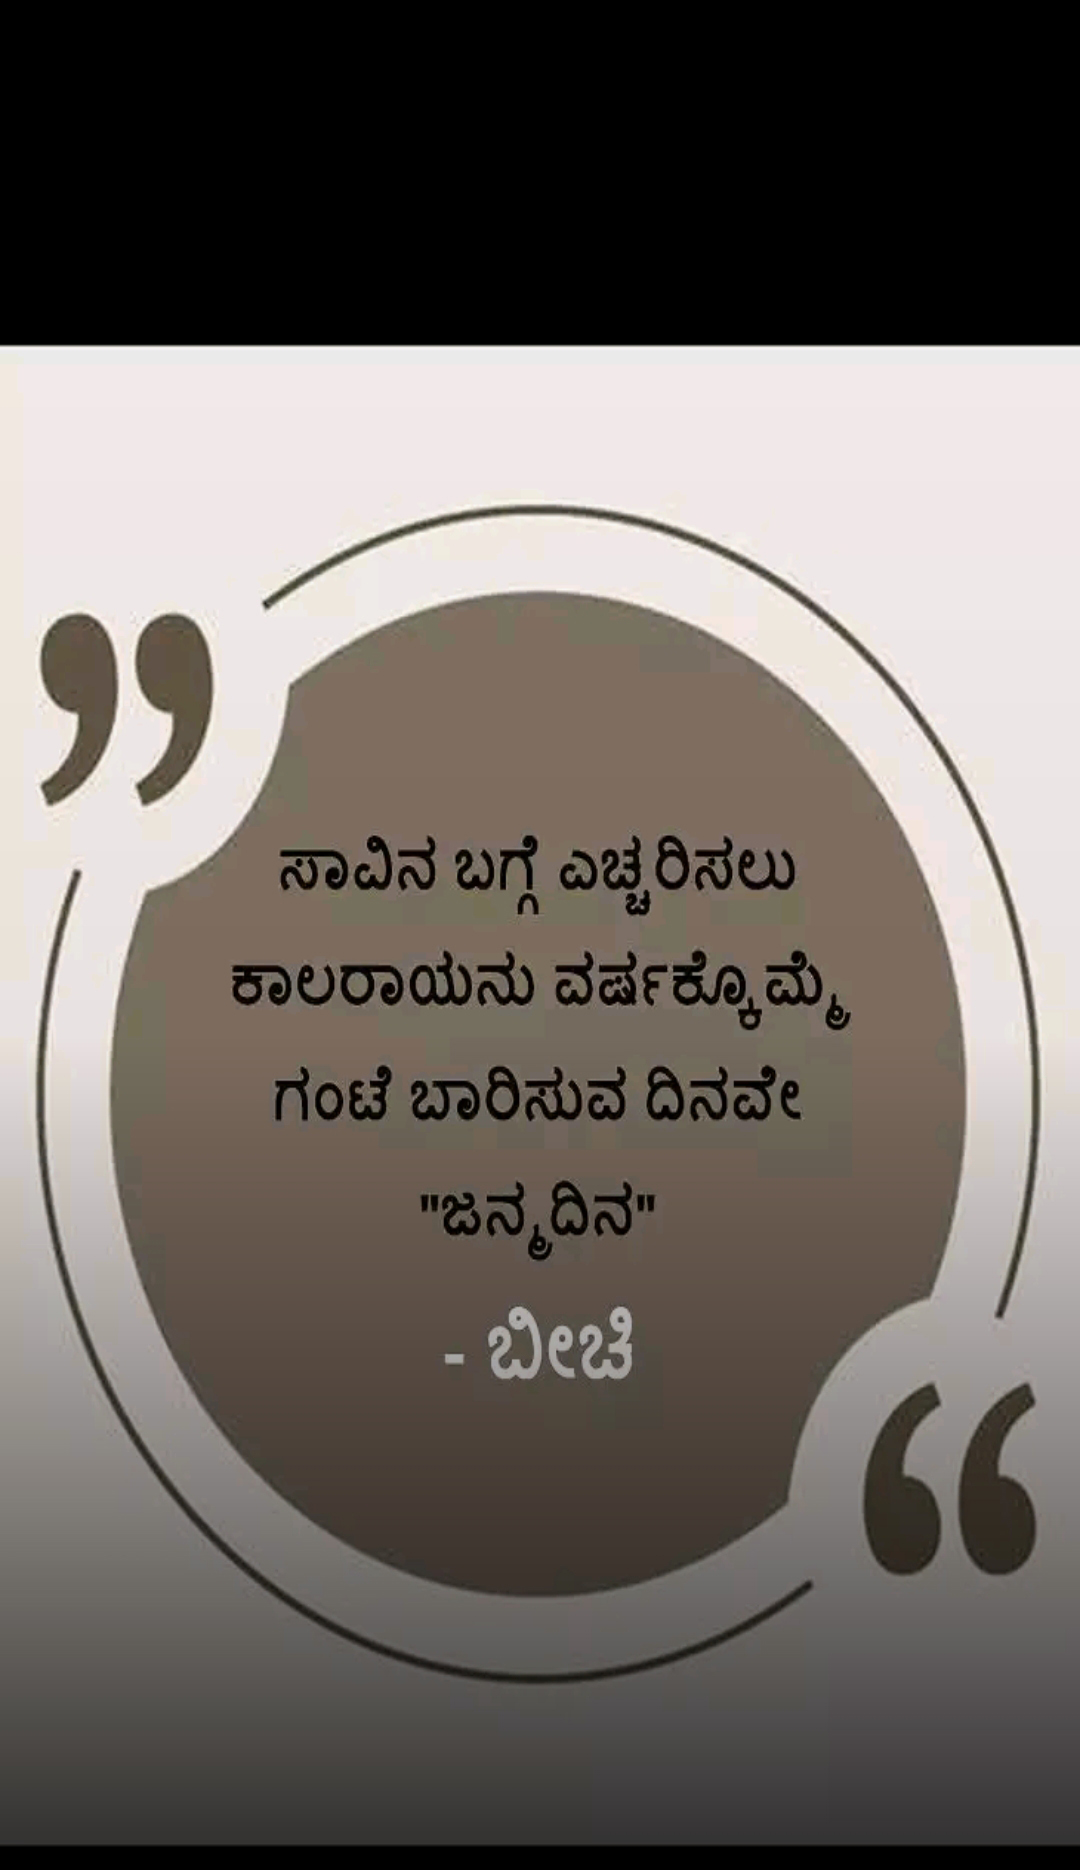 ಸಾವಿನ ಬಗ್ಗೆ ಎಚ್ಚರಿಸಲು
ಕಾಲರಾಯನು ವರ್ಷಕ್ಕೊಮ್ಮೆ
ಗಂಟೆ ಬಾರಿಸುವ ದಿನವೇ
"ಜನ್ಮದಿನ"
- ಬೀಚಿ